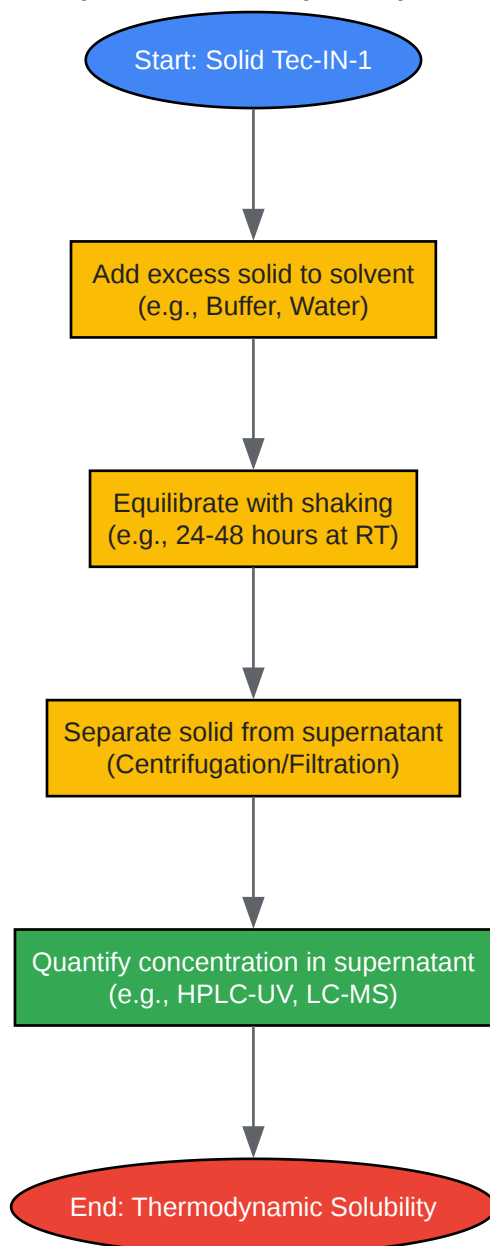 Start: Solid Tec-IN-1
Add excess solid to solvent
(e.g., Buffer, Water)
Equilibrate with shaking
(e.g., 24-48 hours at RT)
Separate solid from supernatant
(Centrifugation/Filtration)
Quantify concentration in supernatant
(e.g., HPLC-UV, LC-MS)
End: Thermodynamic Solubility